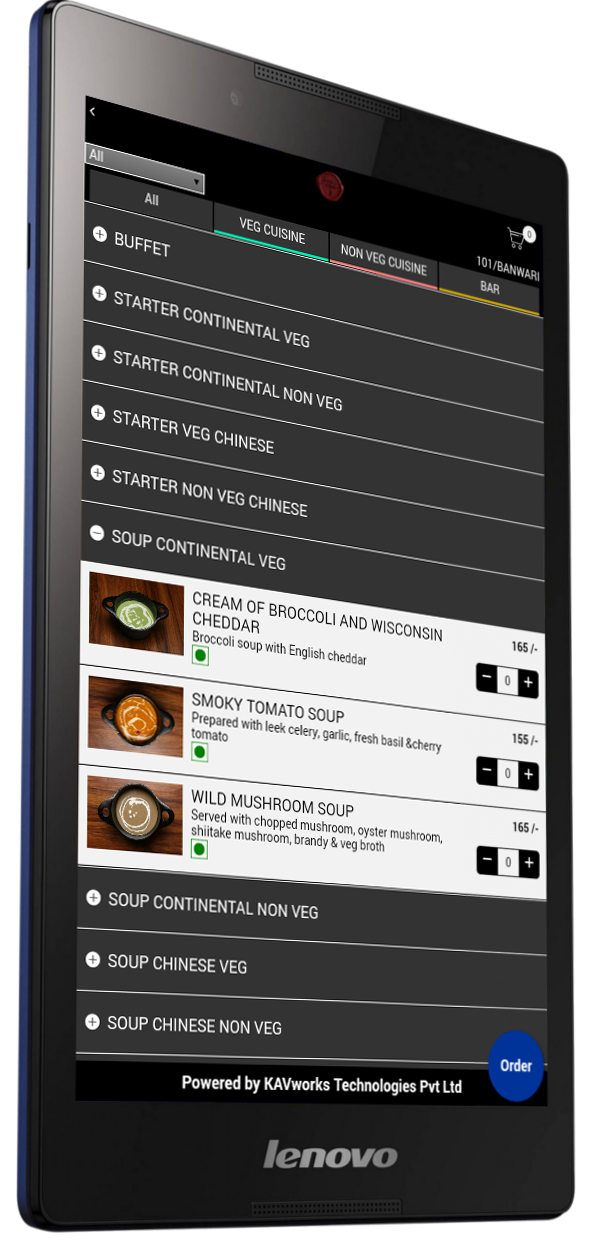 All
0
101/BANWARI
All
VEG CUISINE
NON VEG CUISINE
BAR
BUFFET
STARTER CONTINENTAL VEG
STARTER CONTINENTAL NON VEG
STARTER VEG CHINESE
STARTER NON VEG CHINESE
SOUP CONTINENTAL VEG
CREAM OF BROCCOLI AND WISCONSIN
CHEDDAR
Broccoli soup with English cheddar
165 /-
0
SMOKY TOMATO SOUP
Prepared with leek celery, garlic, fresh basil &cherry
tomato
155 /-
0
WILD MUSHROOM SOUP
Served with chopped mushroom, oyster mushroom,
shiitake mushroom, brandy & veg broth
165 /-
0
SOUP CONTINENTAL NON VEG
SOUP CHINESE VEG
SOUP CHINESE NON VEG
Order
Powered by KAVworks Technologies Pvt Ltd
lenovo